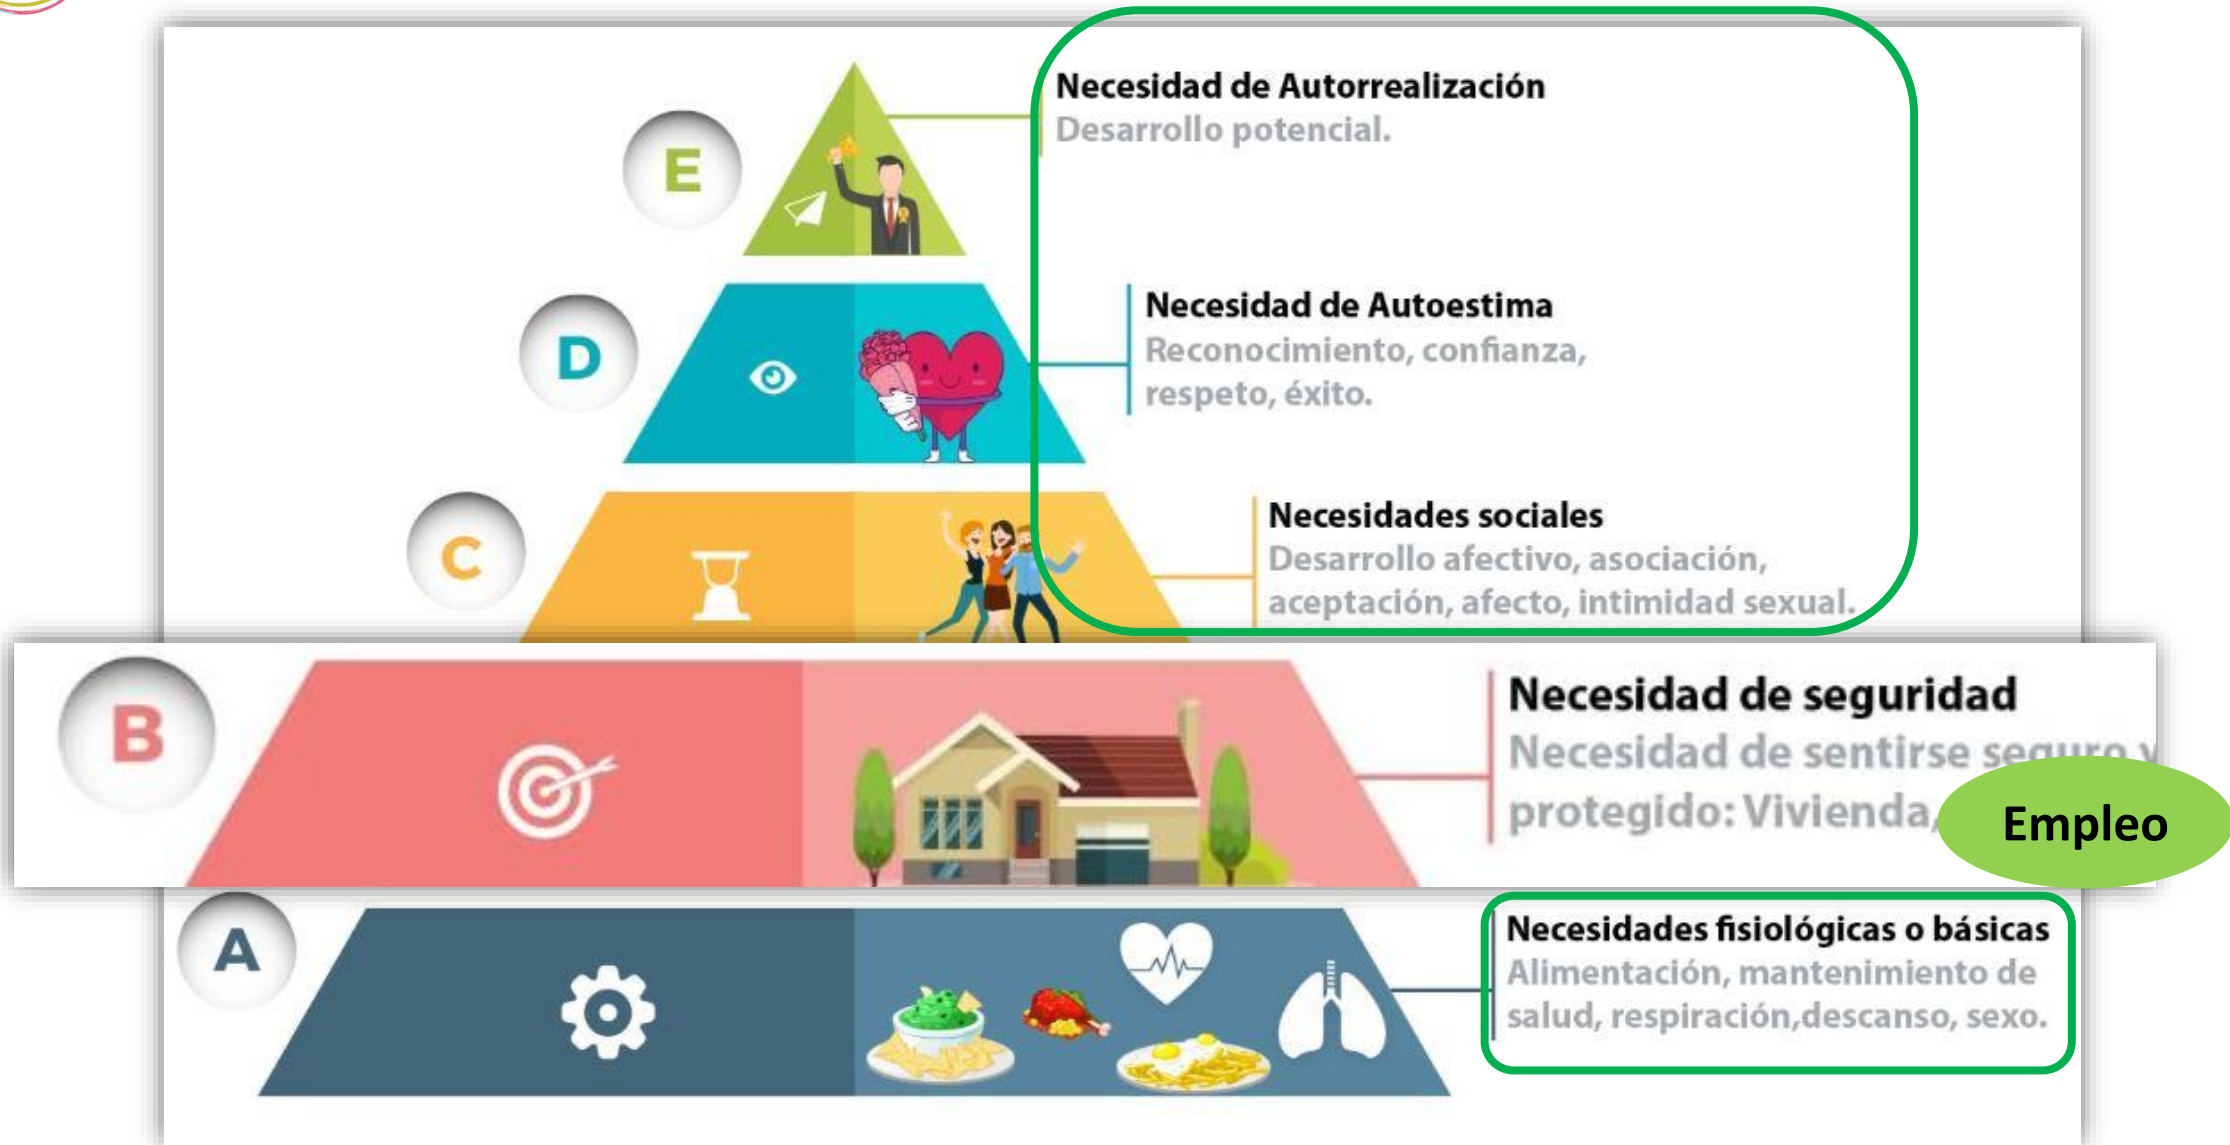 E
Necesidad de Autorrealización
Desarrollo potencial.
D
Necesidad de Autoestima
Reconocimiento, confianza,
respeto, éxito.
C
Necesidades sociales
Desarrollo afectivo, asociación,
aceptación, afecto, intimidad sexual.
B
Necesidad de seguridad
Necesidad de sentirse seguro y
protegido: Vivienda,
Empleo
A
Necesidades fisiológicas o básicas
Alimentación, mantenimiento de
salud, respiración,descanso, sexo.